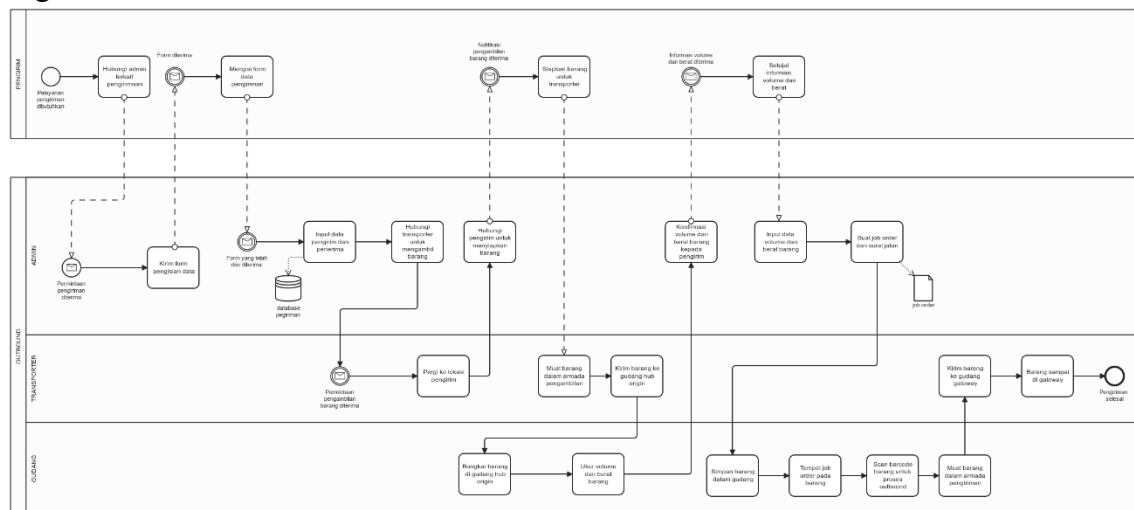 PENGIRIM
Pelayanan
pengiriman
dibutuhkan
Hubungi admin
terkait
pengiriman
Form diterima
Mengisi form
data
pengiriman
Notifikasi
pengambilan
barang diterima
Siapkan barang
untuk
transporter
Informasi volume
dan berat diterima
Setujui
informasi
volume dan
berat
OUTBOUND
ADMIN
Permintaan
pengiriman
diterima
Kirim form
pengisian data
Form yang telah
diisi diterima
Input data
pengirim dan
penerima
database
Hubungi
transporter
untuk
mengambil
barang
Hubungi
pengirim untuk
menyiapkan
barang
Konfirmasi
volume dan
berat barang
kepada
pengirim
Input data
volume dan
berat barang
Buat job order
dan surat jalan
job order
TRANSPORTER
Permintaan
pengambilan
barang diterima
Pergi ke lokasi
pengirim
Muat barang
dalam armada
pengambilan
Kirim barang ke
gudang hub
origin
Kirim barang
ke gudang
gateway
Barang sampai
di gateway
Pengiriman
selesai
GUDANG
Bongkar barang
di gudang hub
origin
Ukur volume
dan berat
barang
Simpan barang
dalam gudang
Tempel job
order pada
barang
Scan barcode
barang untuk
proses
outbound
Muat barang
dalam armada
pengiriman